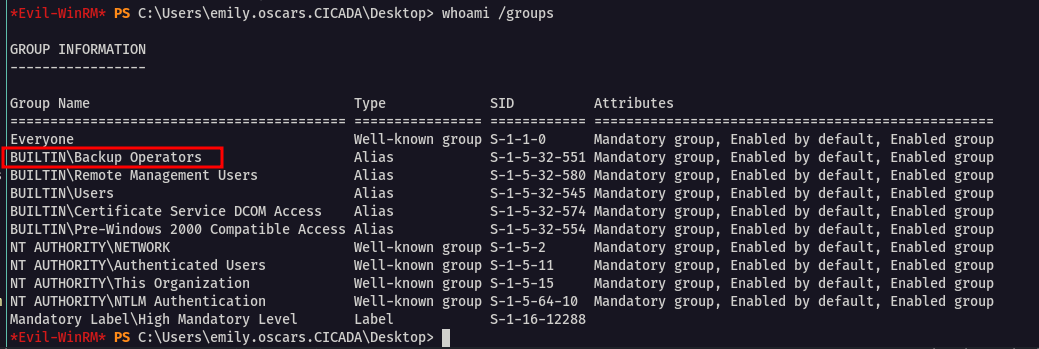 *Evil-WinRM* PS C:\Users\emily.oscars.CICADA\Desktop> whoami /groups
GROUP INFORMATION
-----------------
Group Name                                 Type             SID          Attributes
========================================== ================ ============ ==================================================
Everyone                                   Well-known group S-1-1-0      Mandatory group, Enabled by default, Enabled group
BUILTIN\Backup Operators                   Alias            S-1-5-32-551 Mandatory group, Enabled by default, Enabled group
BUILTIN\Remote Management Users            Alias            S-1-5-32-580 Mandatory group, Enabled by default, Enabled group
BUILTIN\Users                              Alias            S-1-5-32-545 Mandatory group, Enabled by default, Enabled group
BUILTIN\Certificate Service DCOM Access    Alias            S-1-5-32-574 Mandatory group, Enabled by default, Enabled group
BUILTIN\Pre-Windows 2000 Compatible Access Alias            S-1-5-32-554 Mandatory group, Enabled by default, Enabled group
NT AUTHORITY\NETWORK                       Well-known group S-1-5-2      Mandatory group, Enabled by default, Enabled group
NT AUTHORITY\Authenticated Users           Well-known group S-1-5-11     Mandatory group, Enabled by default, Enabled group
NT AUTHORITY\This Organization             Well-known group S-1-5-15     Mandatory group, Enabled by default, Enabled group
NT AUTHORITY\NTLM Authentication           Well-known group S-1-5-64-10  Mandatory group, Enabled by default, Enabled group
Mandatory Label\High Mandatory Level       Label            S-1-16-12288
*Evil-WinRM* PS C:\Users\emily.oscars.CICADA\Desktop>